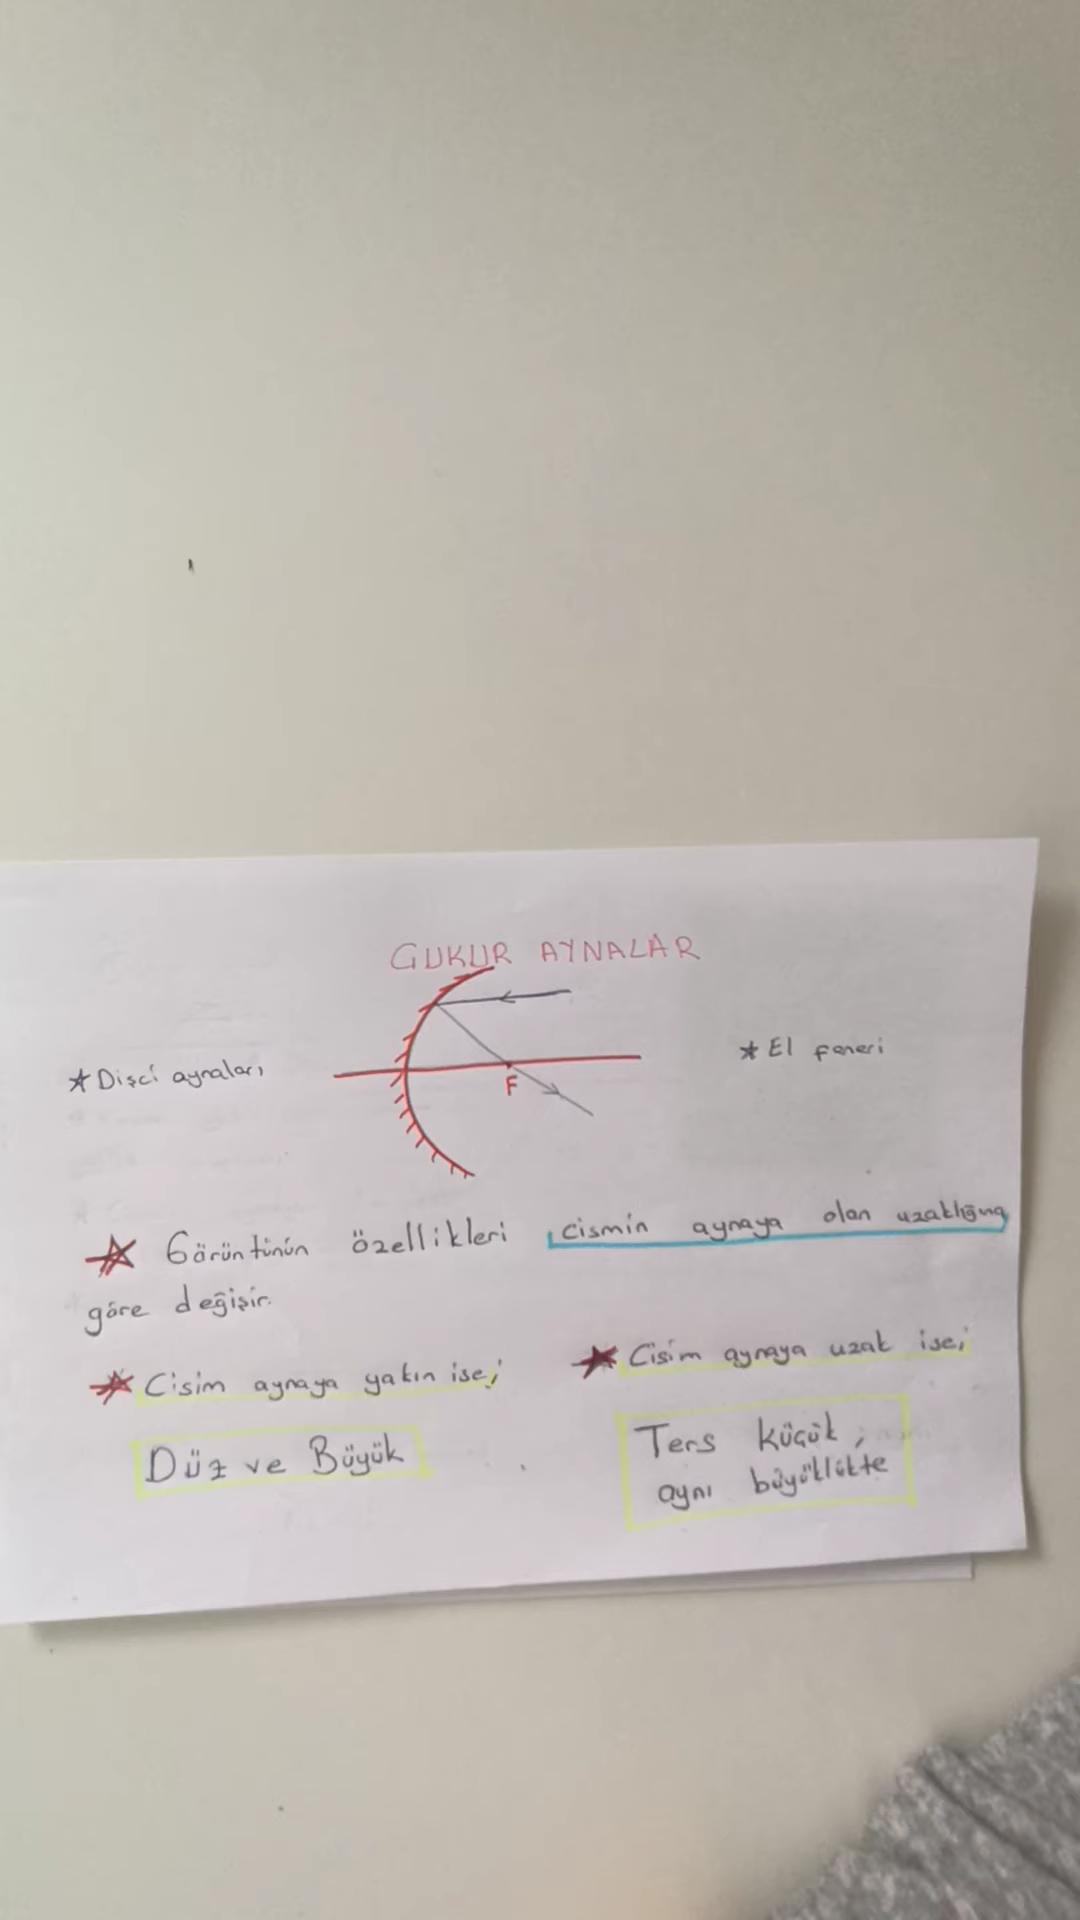 GUKUR AYNALAR
★ Dişci aynaları
★ El feneri
F
★ Görüntünün özellikleri cismin aynaya olan uzaklığına
göre değişir.
★ Cisim aynaya yakın ise;
★ Cisim aynaya uzak ise;
Düz ve Büyük
Ters küçük,
aynı büyüklükte